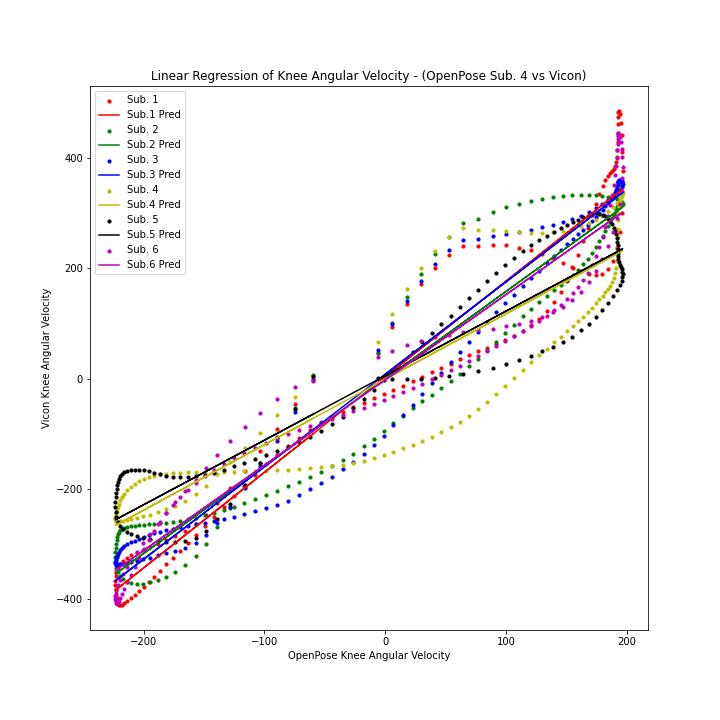 Linear Regression of Knee Angular Velocity - (OpenPose Sub. 4 vs Vicon)
Sub. 1
Sub.1 Pred
Sub. 2
Sub.2 Pred
Sub. 3
Sub.3 Pred
Sub. 4
Sub.4 Pred
Sub. 5
Sub.5 Pred
Sub. 6
Sub.6 Pred
400
200
0
−200
−400
Vicon Knee Angular Velocity
−200
−100
0
100
200
OpenPose Knee Angular Velocity